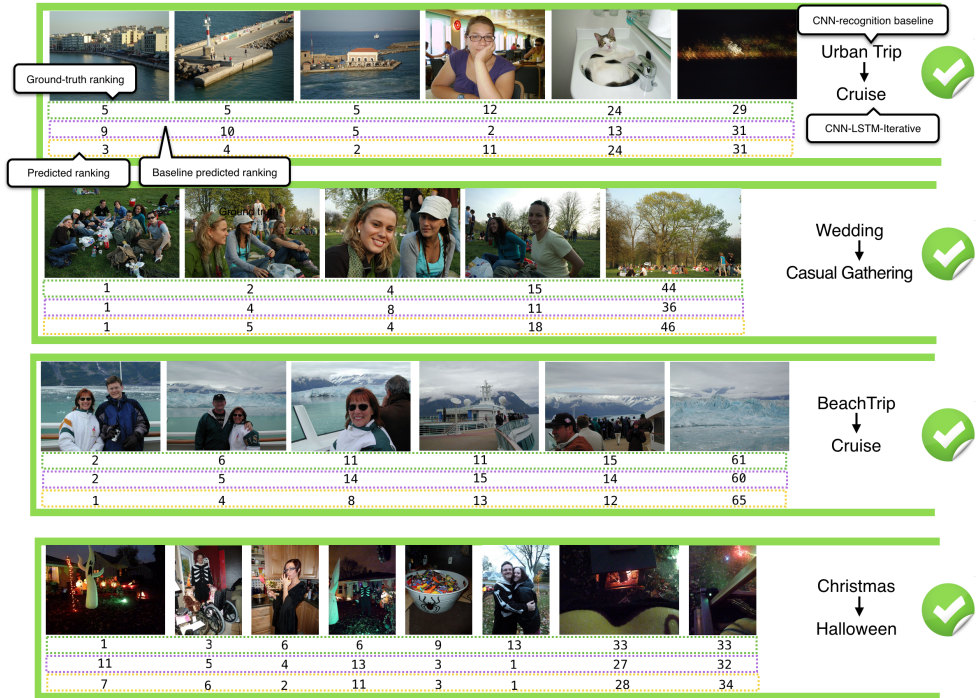 CNN-recognition baseline
Urban Trip
Cruise
CNN-LSTM-Iterative
Ground-truth ranking
5 5 5 12 24 29
9 10 5 2 13 31
3 4 2 11 24 31
Predicted ranking
Baseline predicted ranking
Ground tr
Wedding
Casual Gathering
1 2 4 15 44
1 4 8 11 36
1 5 4 18 46
BeachTrip
Cruise
2 6 11 11 15 61
2 5 14 15 14 60
1 4 8 13 12 65
Christmas
Halloween
1 3 6 6 9 13 33 33
11 5 4 13 3 1 27 32
7 6 2 11 3 1 28 34